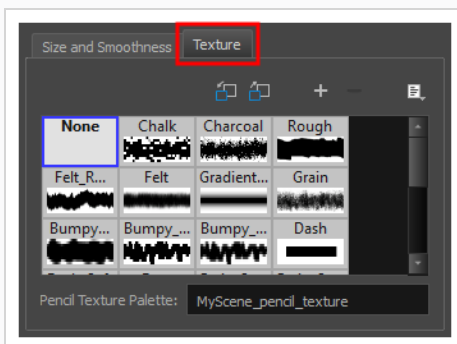 Size and Smoothness Texture
None Chalk Charcoal Rough
Felt_R... Felt Gradient... Grain
Bumpy... Bumpy_... Bumpy_... Dash
Pencil Texture Palette: MyScene_pencil_texture